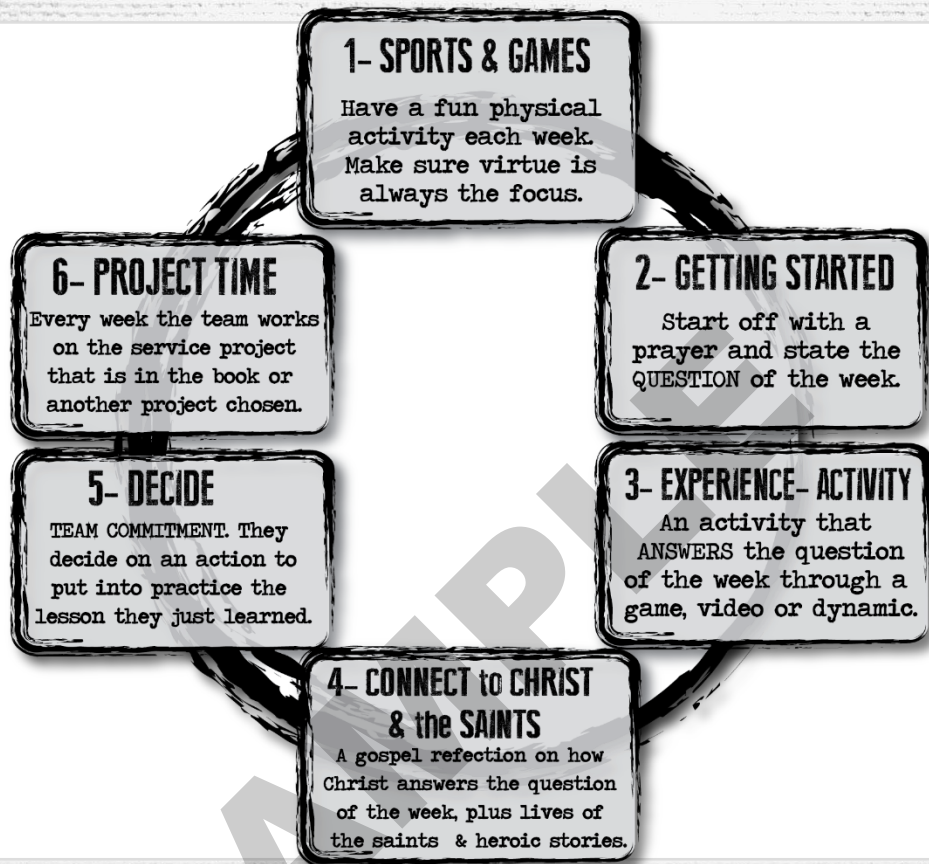 1- SPORTS & GAMES
Have a fun physical
activity each week.
Make sure virtue is
always the focus.
2- GETTING STARTED
Start off with a
prayer and state the
QUESTION of the week.
3- EXPERIENCE- ACTIVITY
An activity that
ANSWERS the question
of the week through a
game, video or dynamic.
4- CONNECT to CHRIST
& the SAINTS
A gospel refection on how
Christ answers the question
of the week, plus lives of
the saints & heroic stories.
5- DECIDE
TEAM COMMITMENT. They
decide on an action to
put into practice the
lesson they just learned.
6- PROJECT TIME
Every week the team works
on the service project
that is in the book or
another project chosen.
SAMPLE